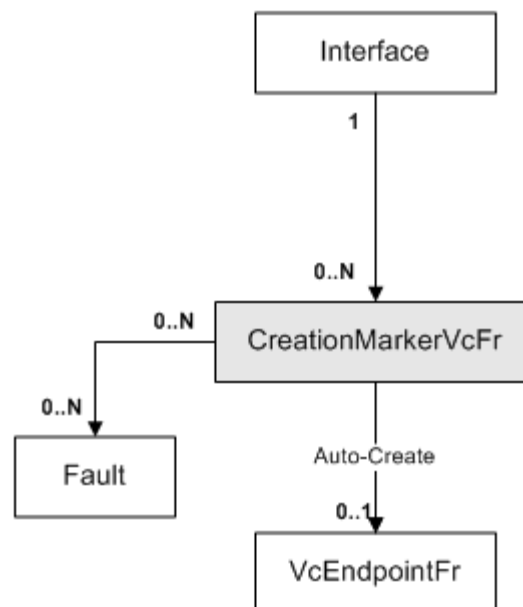 Interface
1
0..N
0..N
CreationMarkerVcFr
0..N
Fault
Auto-Create
0..1
VcEndpointFr